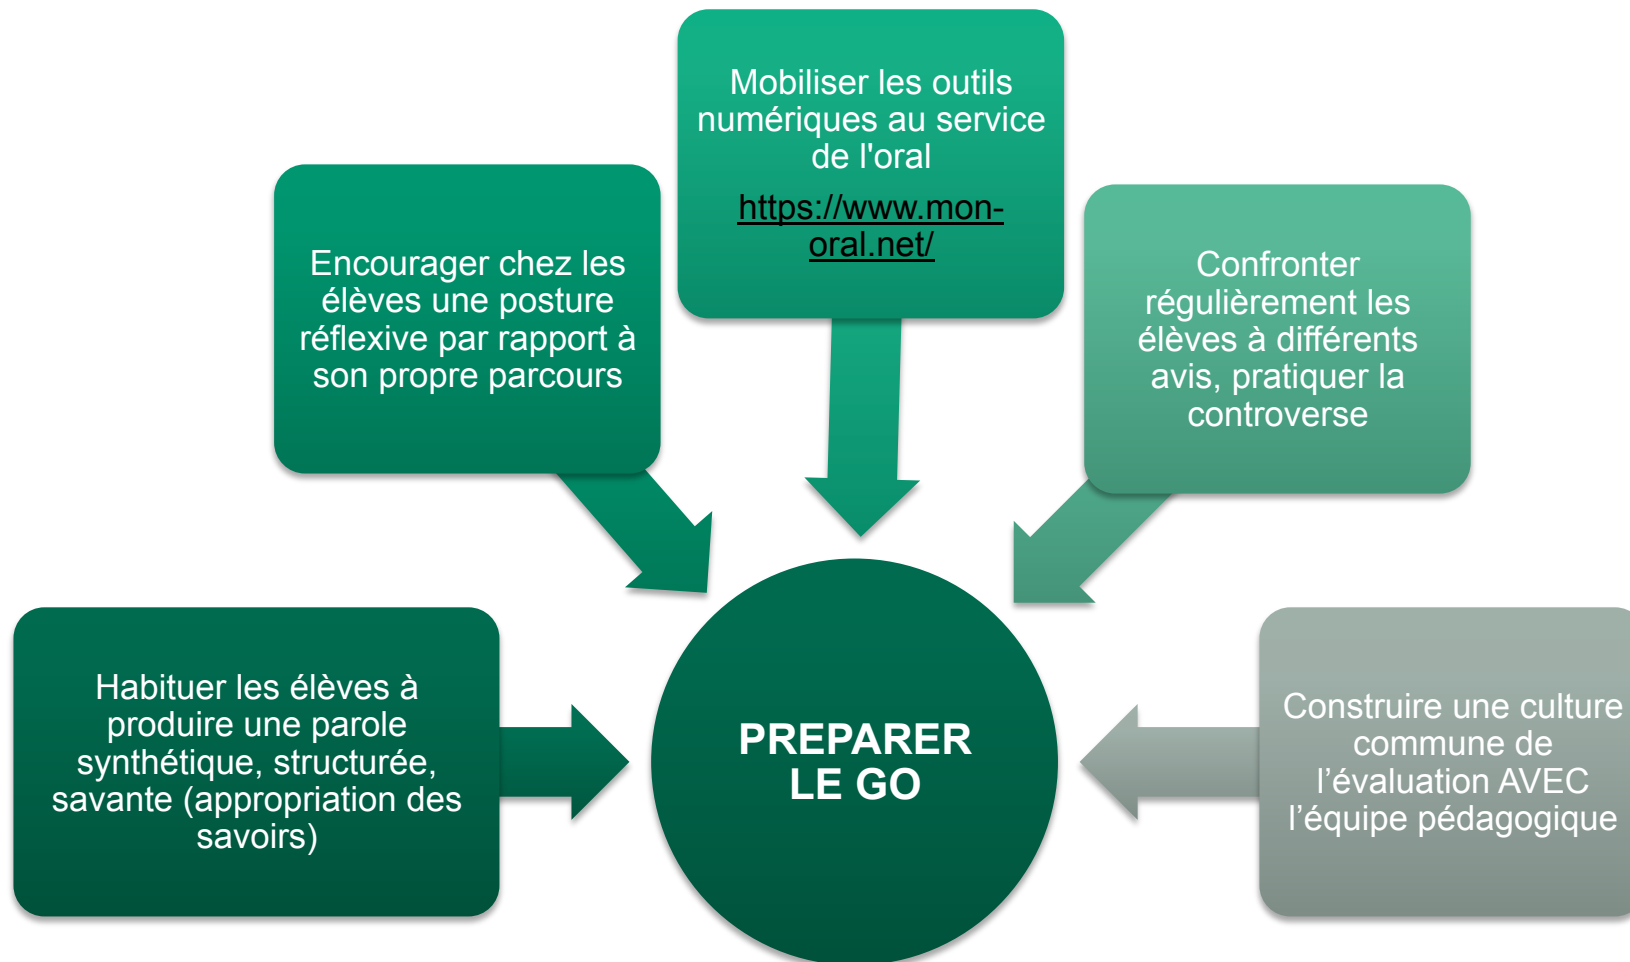 Mobiliser les outils
numériques au service
de l'oral
https://www.mon-
oral.net/
Encourager chez les
élèves une posture
réflexive par rapport à
son propre parcours
Confronter
régulièrement les
élèves à différents
avis, pratiquer la
controverse
Habituer les élèves à
produire une parole
synthétique, structurée,
savante (appropriation des
savoirs)
PREPARER
LE GO
Construire une culture
commune de
l’évaluation AVEC
l’équipe pédagogique